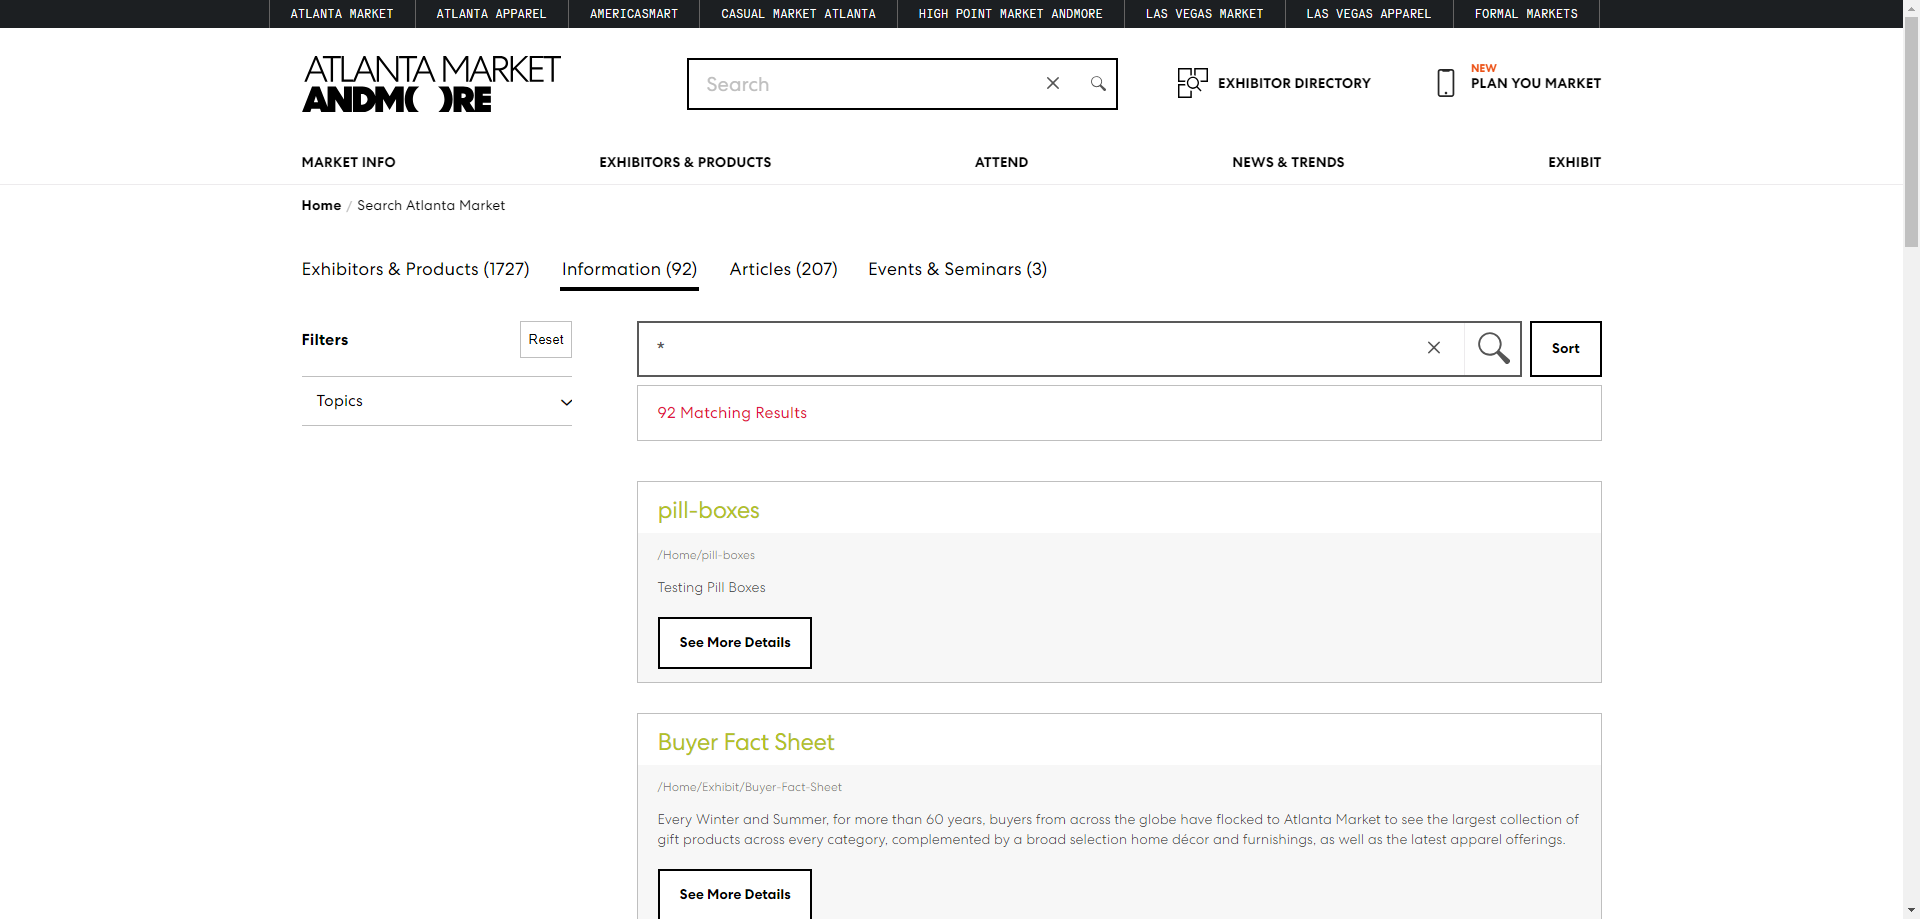 ATLANTA MARKET
ATLANTA APPAREL
AMERICASMART
CASUAL MARKET ATLANTA
HIGH POINT MARKET ANDMORE
LAS VEGAS MARKET
LAS VEGAS APPAREL
FORMAL MARKETS
ATLANTA MARKET
ANDMORE
Search
EXHIBITOR DIRECTORY
NEW
PLAN YOU MARKET
MARKET INFO
EXHIBITORS & PRODUCTS
ATTEND
NEWS & TRENDS
EXHIBIT
Home / Search Atlanta Market
Exhibitors & Products (1727)
Information (92)
Articles (207)
Events & Seminars (3)
Filters
Reset
Topics
*
Sort
92 Matching Results
pill-boxes
/Home/pill-boxes
Testing Pill Boxes
See More Details
Buyer Fact Sheet
/Home/Exhibit/Buyer-Fact-Sheet
Every Winter and Summer, for more than 60 years, buyers from across the globe have flocked to Atlanta Market to see the largest collection of
gift products across every category, complemented by a broad selection home décor and furnishings, as well as the latest apparel offerings.
See More Details